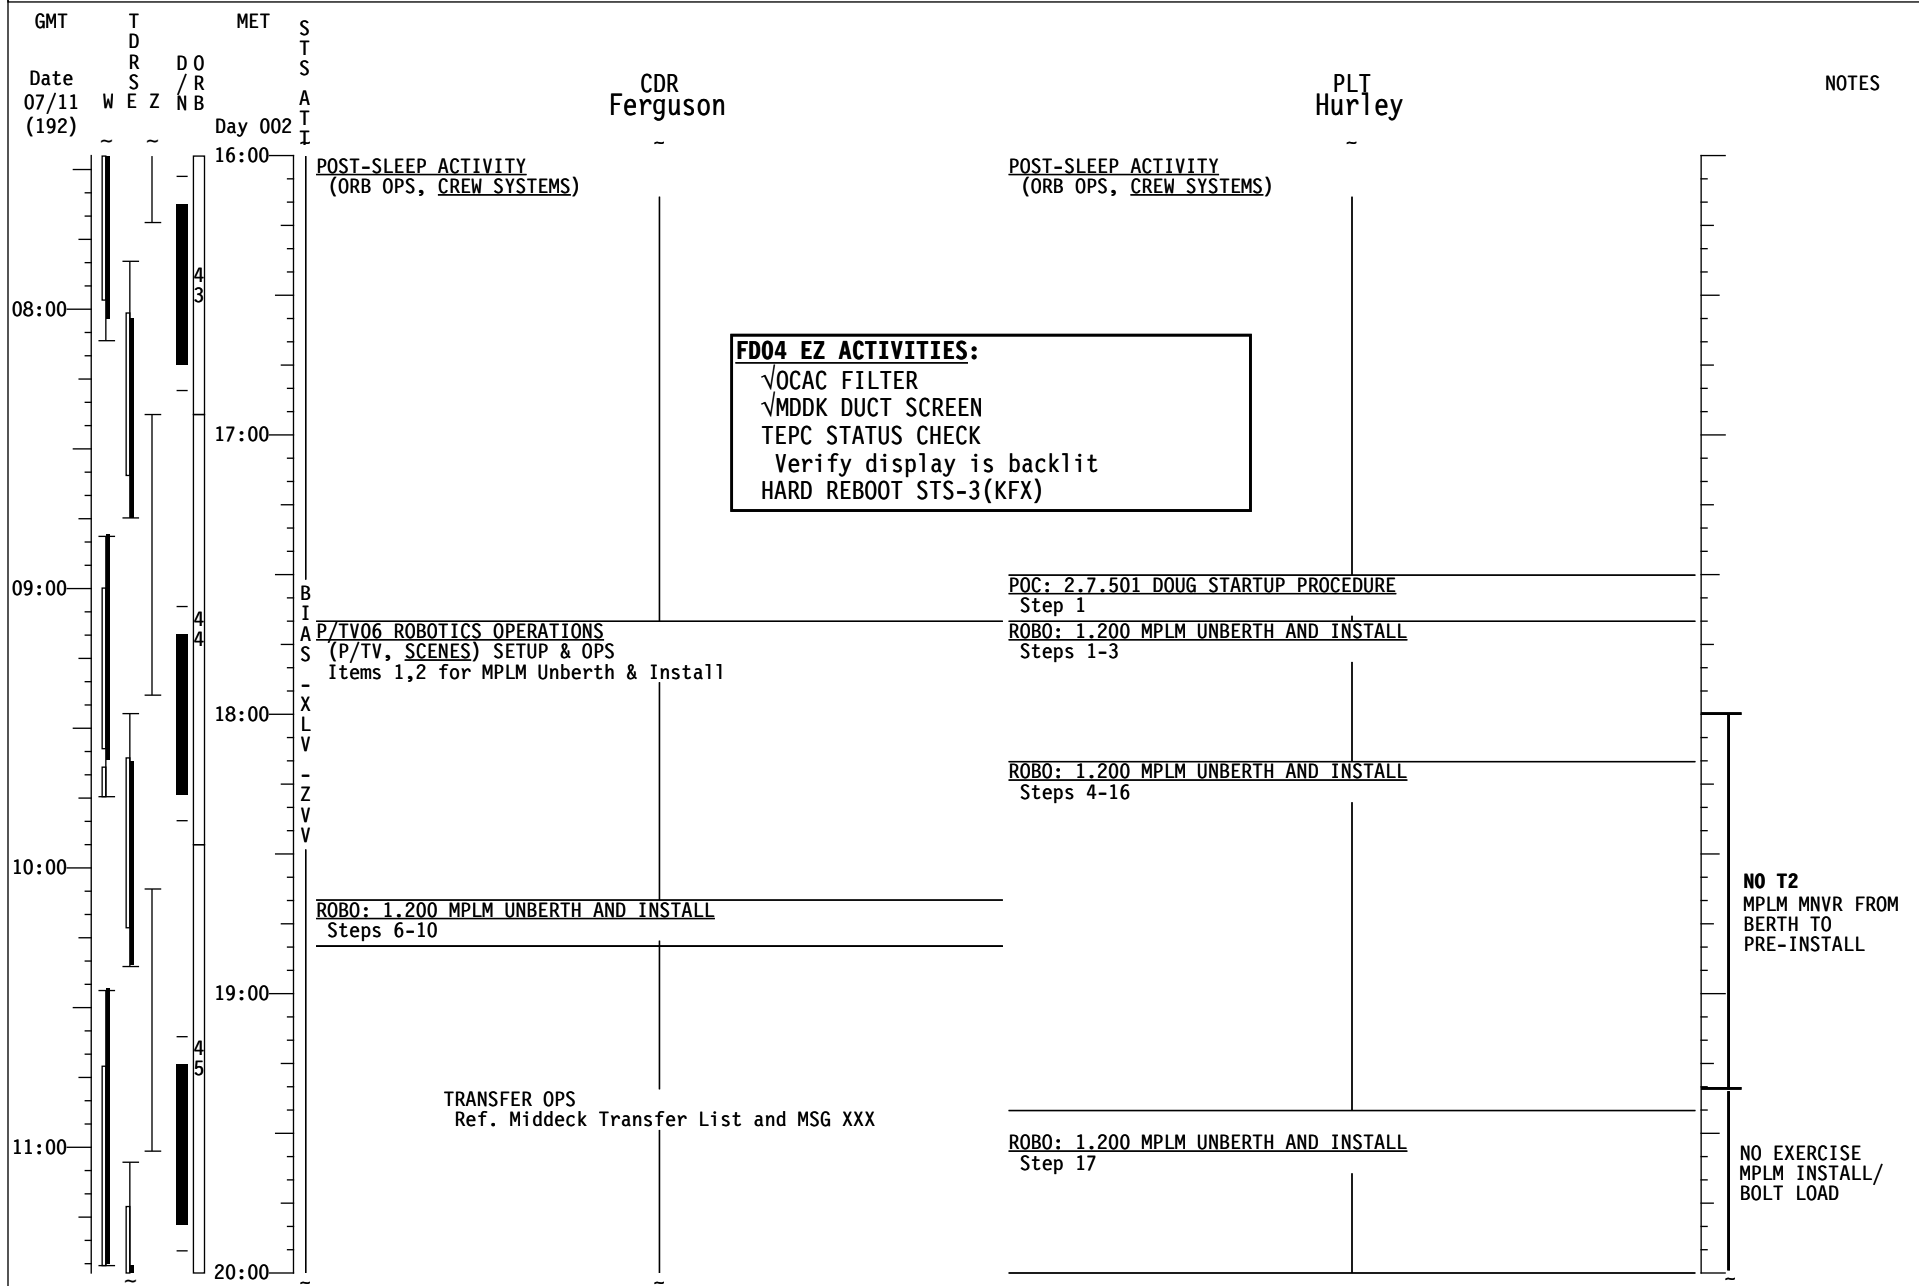 GMT
TDRS
MET
STS ATT
Date
07/11
(192)
W E Z
D/N
ORB
Day 002
CDR
Ferguson
PLT
Hurley
NOTES
~ ~ ~ ~ ~
16:00
POST-SLEEP ACTIVITY
(ORB OPS, CREW SYSTEMS)
POST-SLEEP ACTIVITY
(ORB OPS, CREW SYSTEMS)
43
08:00
FD04 EZ ACTIVITIES:
√OCAC FILTER
√MDDK DUCT SCREEN
TEPC STATUS CHECK
Verify display is backlit
HARD REBOOT STS-3(KFX)
17:00
09:00
44
BIAS -XLV -ZVV
POC: 2.7.501 DOUG STARTUP PROCEDURE
Step 1
P/TV06 ROBOTICS OPERATIONS
(P/TV, SCENES) SETUP & OPS
Items 1,2 for MPLM Unberth & Install
ROBO: 1.200 MPLM UNBERTH AND INSTALL
Steps 1-3
18:00
ROBO: 1.200 MPLM UNBERTH AND INSTALL
Steps 4-16
10:00
NO T2
MPLM MNVR FROM
BERTH TO
PRE-INSTALL
ROBO: 1.200 MPLM UNBERTH AND INSTALL
Steps 6-10
19:00
45
TRANSFER OPS
Ref. Middeck Transfer List and MSG XXX
11:00
ROBO: 1.200 MPLM UNBERTH AND INSTALL
Step 17
NO EXERCISE
MPLM INSTALL/
BOLT LOAD
20:00
~ ~ ~ ~